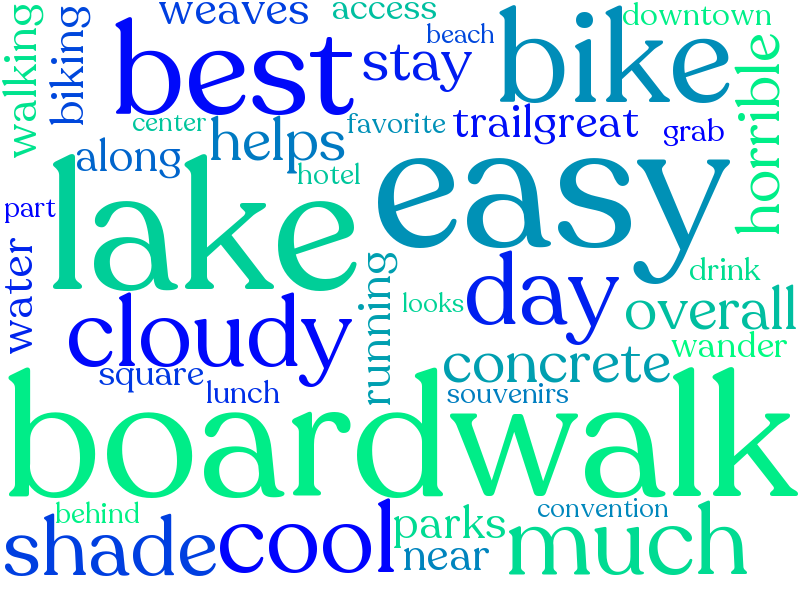 weaves
access
downtown
walking
biking
best
beach
stay
bike
horrible
center
helps
favorite
trailgreat
grab
along
hotel
easy
lake
part
water
running
looks
day
drink
overall
cloudy
wander
square
lunch
concrete
souvenirs
boardwalk
behind
shade
cool
parks
near
convention
much